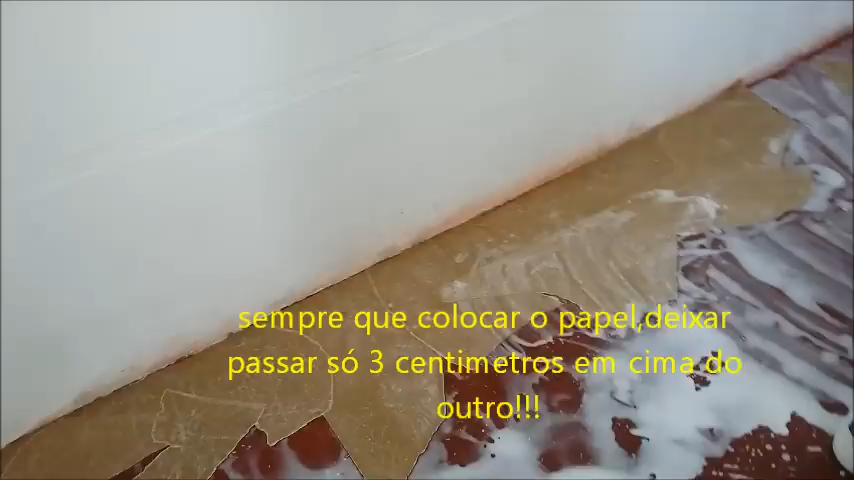 sempre que colocar o papel,deixar
passar só 3 centimetros em cima do
outro!!!